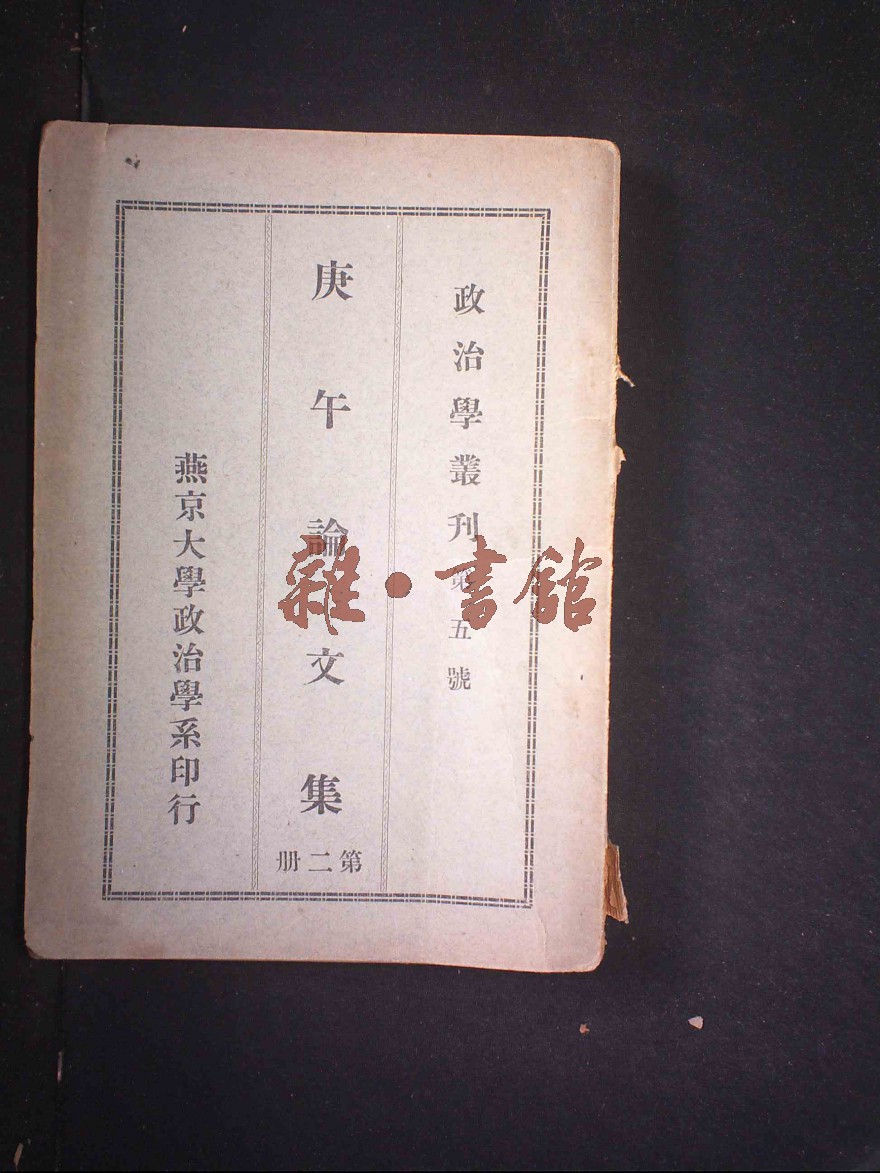 政治學叢刊第五號
庚午論文集
第二册
燕京大學政治學系印行
雜·書館